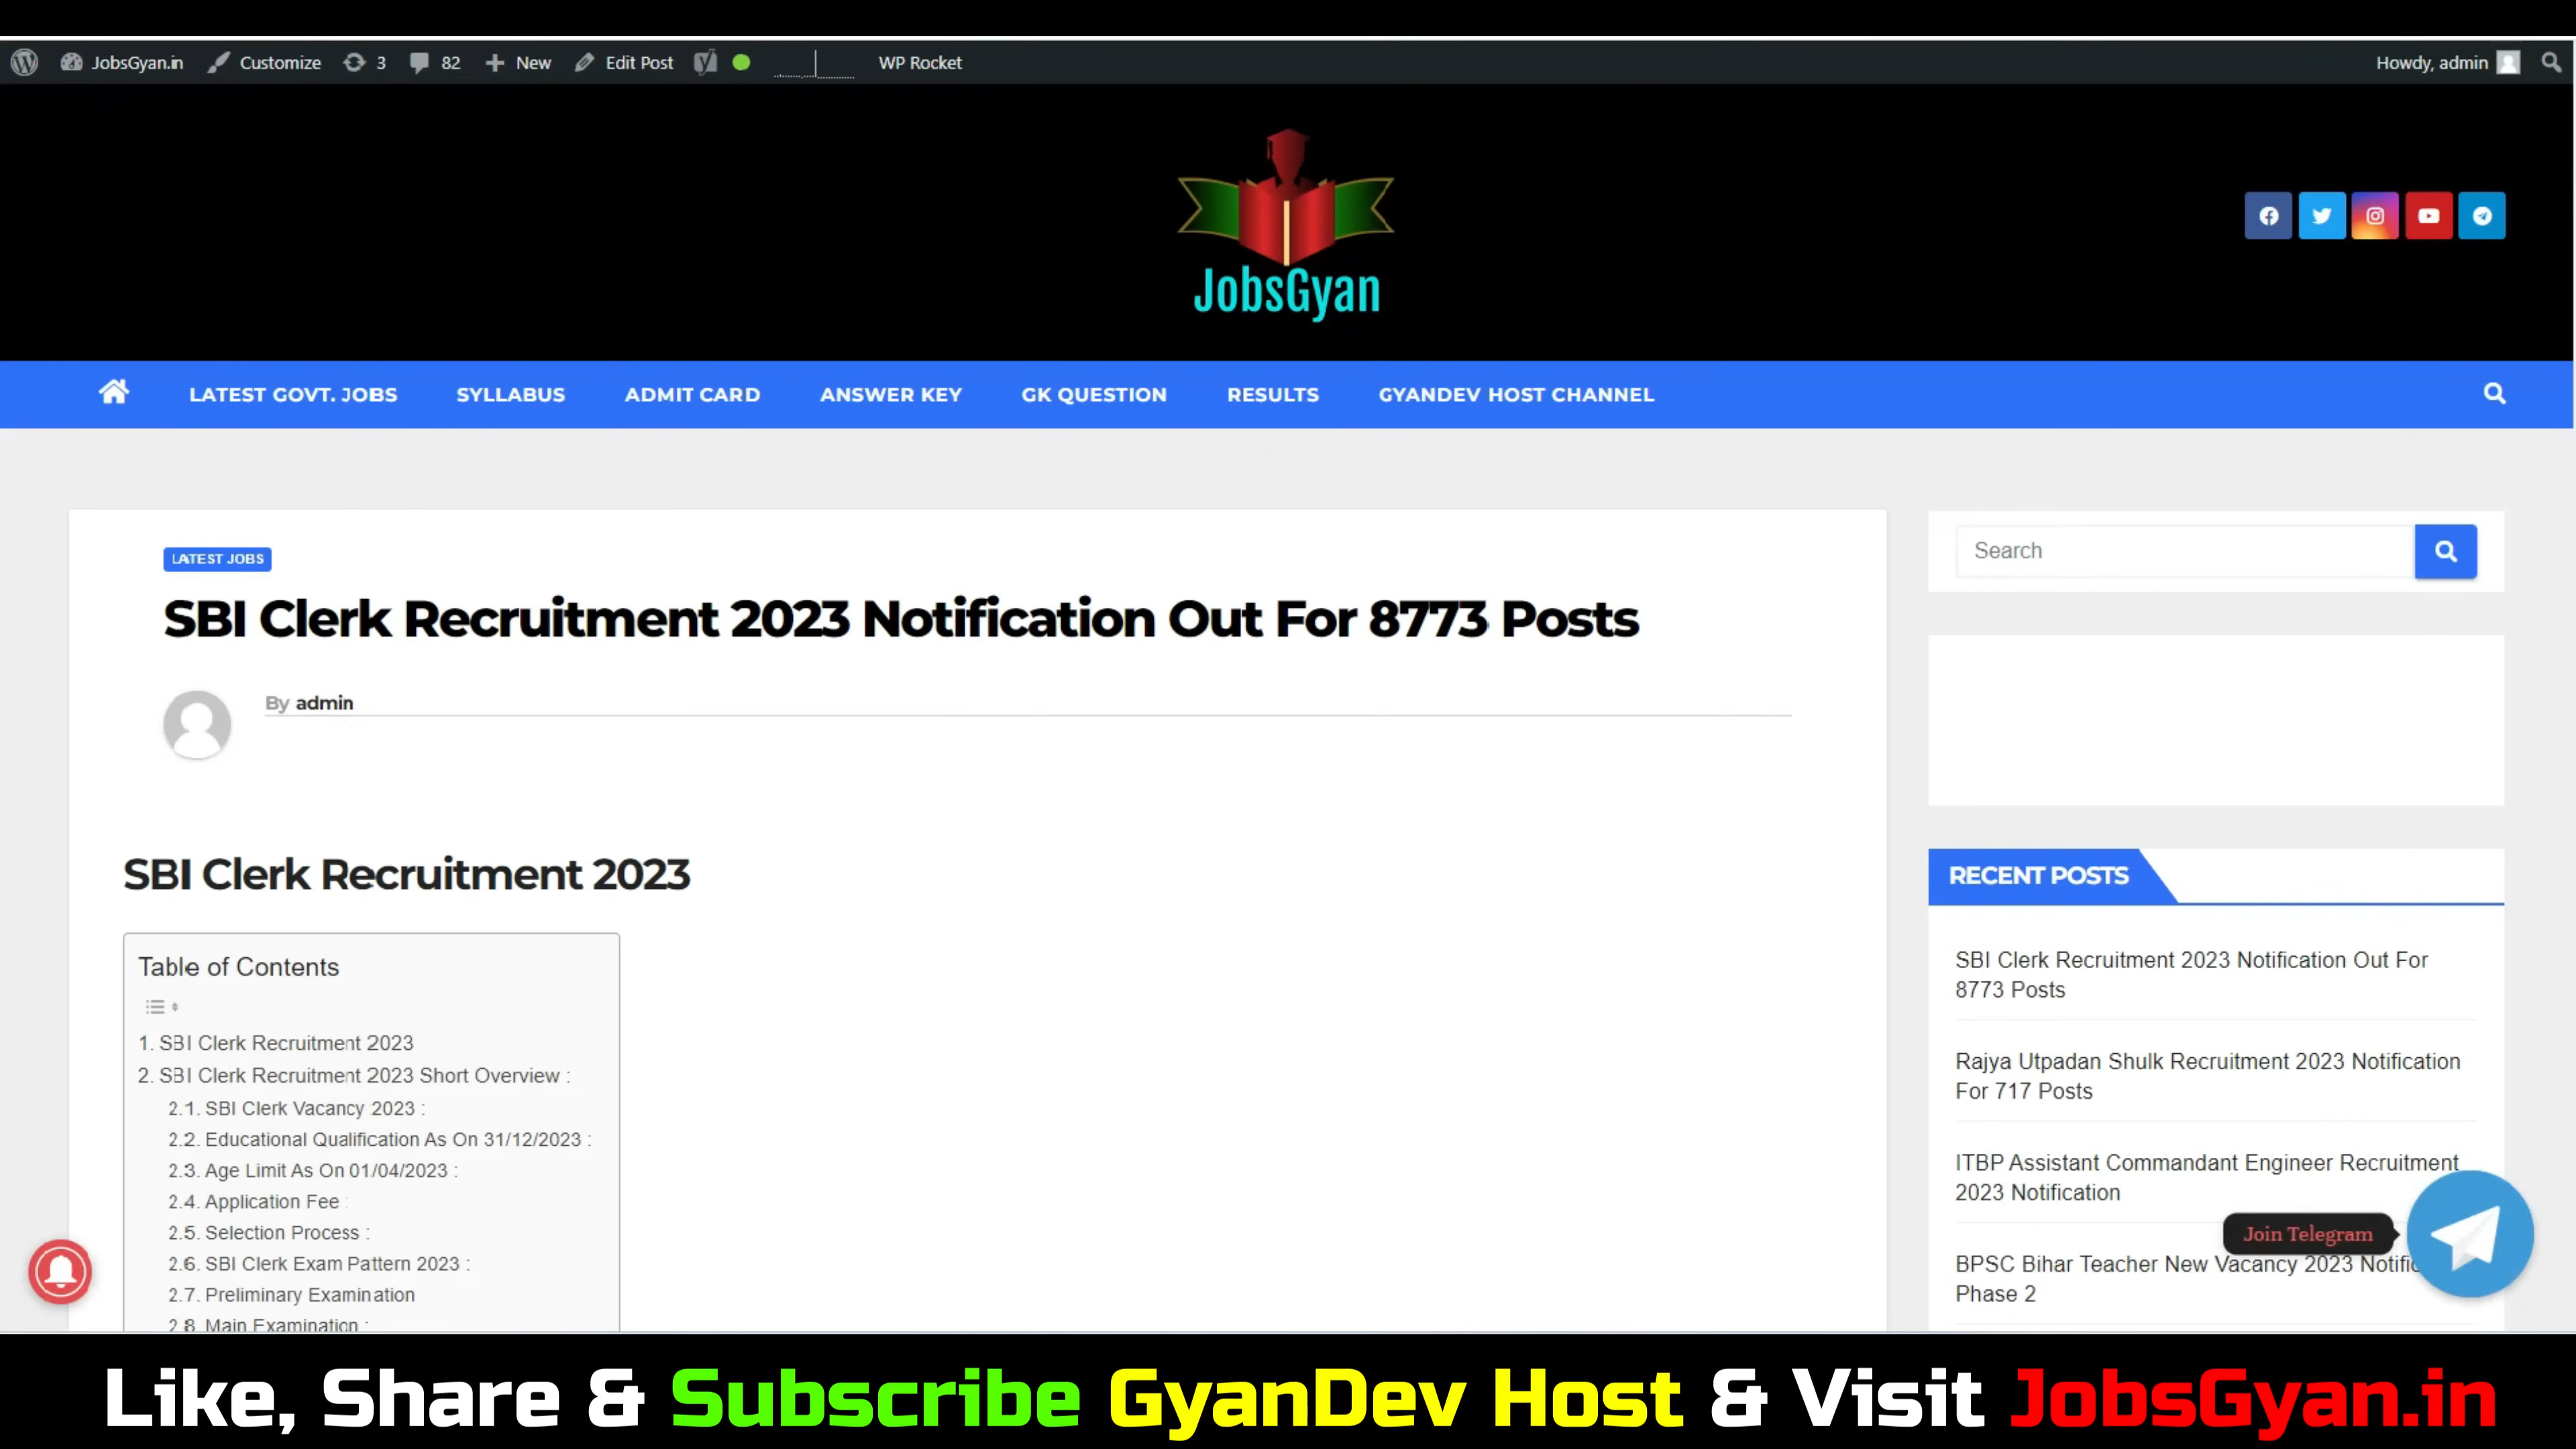 JobsGyan.in Customize 3 82 New Edit Post WP Rocket Howdy, admin
JobsGyan
LATEST GOVT. JOBS SYLLABUS ADMIT CARD ANSWER KEY GK QUESTION RESULTS GYANDEV HOST CHANNEL
LATEST JOBS
SBI Clerk Recruitment 2023 Notification Out For 8773 Posts
By admin
SBI Clerk Recruitment 2023
Table of Contents
1. SBI Clerk Recruitment 2023
2. SBI Clerk Recruitment 2023 Short Overview :
2.1. SBI Clerk Vacancy 2023 :
2.2. Educational Qualification As On 31/12/2023 :
2.3. Age Limit As On 01/04/2023 :
2.4. Application Fee :
2.5. Selection Process :
2.6. SBI Clerk Exam Pattern 2023 :
2.7. Preliminary Examination
2.8. Main Examination :
Search
RECENT POSTS
SBI Clerk Recruitment 2023 Notification Out For
8773 Posts
Rajya Utpadan Shulk Recruitment 2023 Notification
For 717 Posts
ITBP Assistant Commandant Engineer Recruitment
2023 Notification
Join Telegram
BPSC Bihar Teacher New Vacancy 2023 Notific
Phase 2
Like, Share & Subscribe GyanDev Host & Visit JobsGyan.in